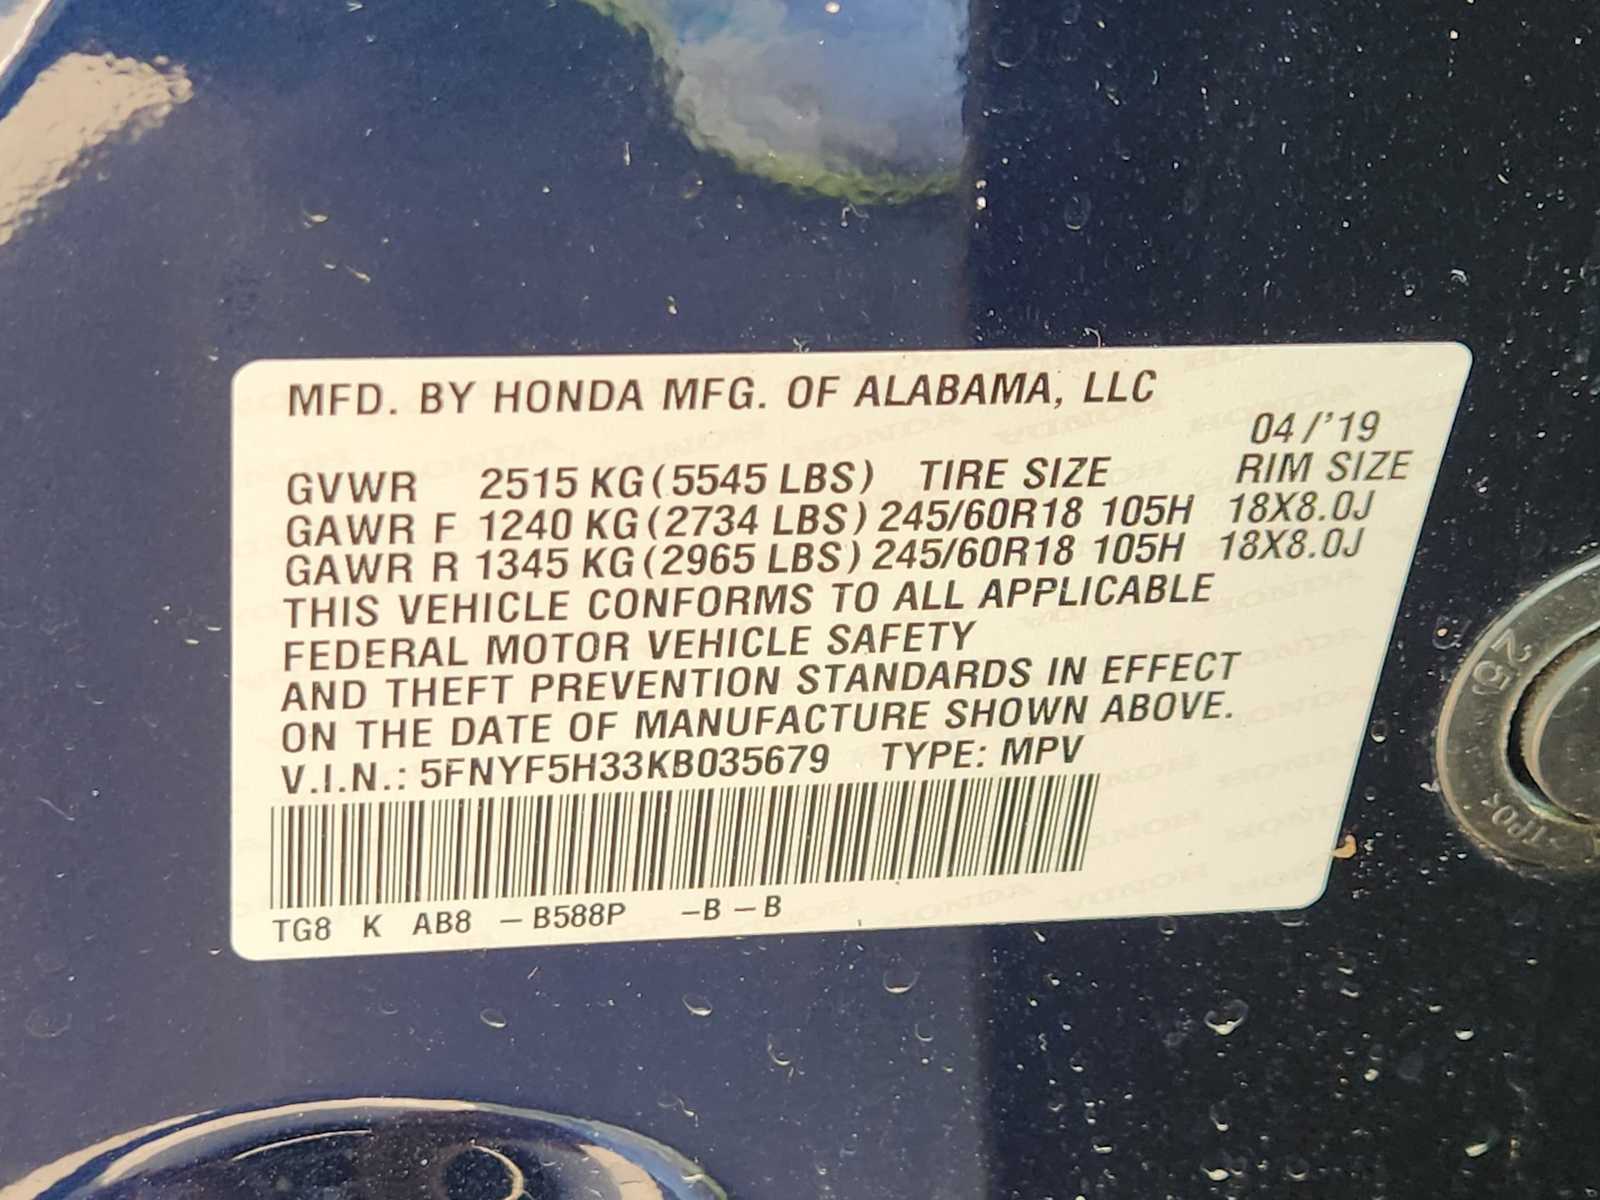 MFD. BY HONDA MFG. OF ALABAMA, LLC
04/'19
GVWR 2515 KG (5545 LBS) TIRE SIZE RIM SIZE
GAWR F 1240 KG (2734 LBS) 245/60R18 105H 18X8.0J
GAWR R 1345 KG (2965 LBS) 245/60R18 105H 18X8.0J
THIS VEHICLE CONFORMS TO ALL APPLICABLE
FEDERAL MOTOR VEHICLE SAFETY
AND THEFT PREVENTION STANDARDS IN EFFECT
ON THE DATE OF MANUFACTURE SHOWN ABOVE.
V.I.N.: 5FNYF5H33KB035679 TYPE: MPV
TG8 K AB8 -B588P -B-B
25